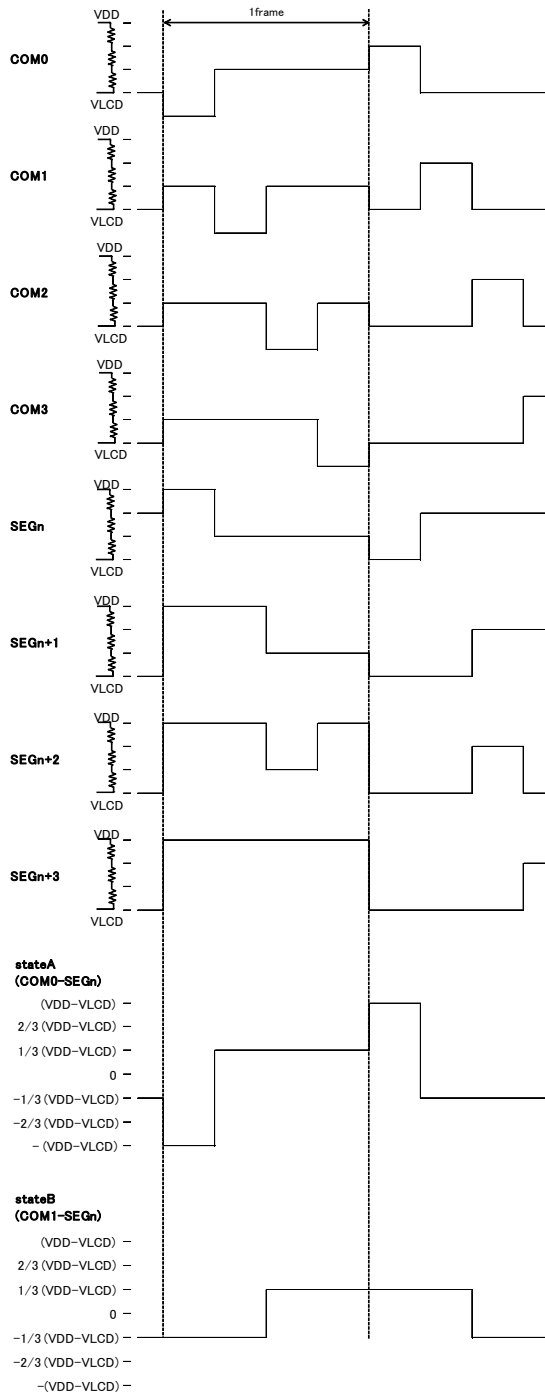 1frame
VDD
COM0
VLCD
VDD
COM1
VLCD
VDD
COM2
VLCD
VDD
COM3
VLCD
VDD
SEGn
VLCD
VDD
SEGn+1
VLCD
VDD
SEGn+2
VLCD
VDD
SEGn+3
VLCD
stateA
(COM0-SEGn)
(VDD-VLCD)
2/3(VDD-VLCD)
1/3(VDD-VLCD)
0
-1/3(VDD-VLCD)
-2/3(VDD-VLCD)
-(VDD-VLCD)
stateB
(COM1-SEGn)
(VDD-VLCD)
2/3(VDD-VLCD)
1/3(VDD-VLCD)
0
-1/3(VDD-VLCD)
-2/3(VDD-VLCD)
-(VDD-VLCD)